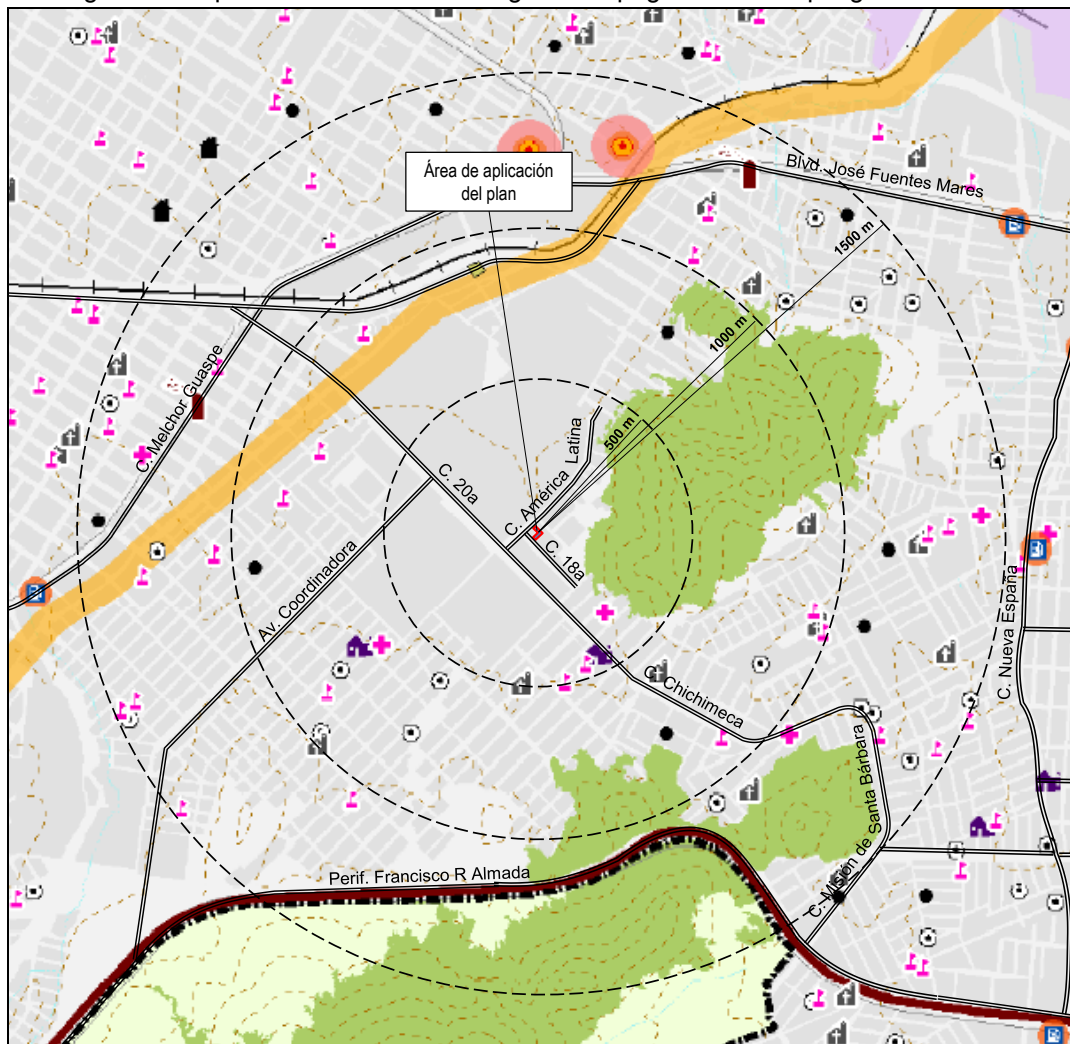 Área de aplicación
del plan
Blvd. José Fuentes Mares
1500 m
1000 m
500 m
C. Melchor Guaspe
C. 20a
C. América Latina
C. 18a
Av. Coordinadora
C. Chichimeca
C. Nueva España
C. Misión de Santa Bárbara
Perif. Francisco R Almada